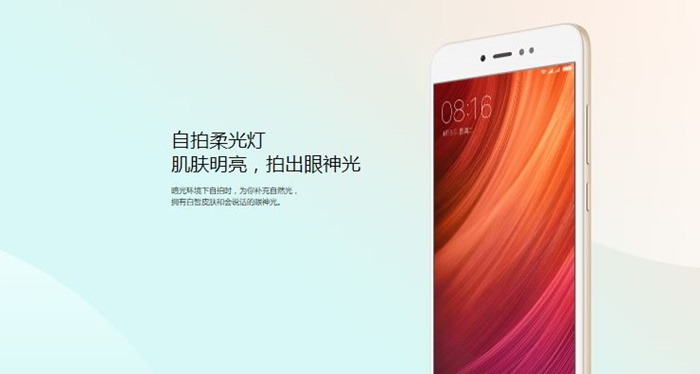 自拍柔光灯
肌肤明亮，拍出眼神光
暗光环境下自拍时，为你补充自然光，
拥有白皙皮肤和会说话的眼神光。
08:16